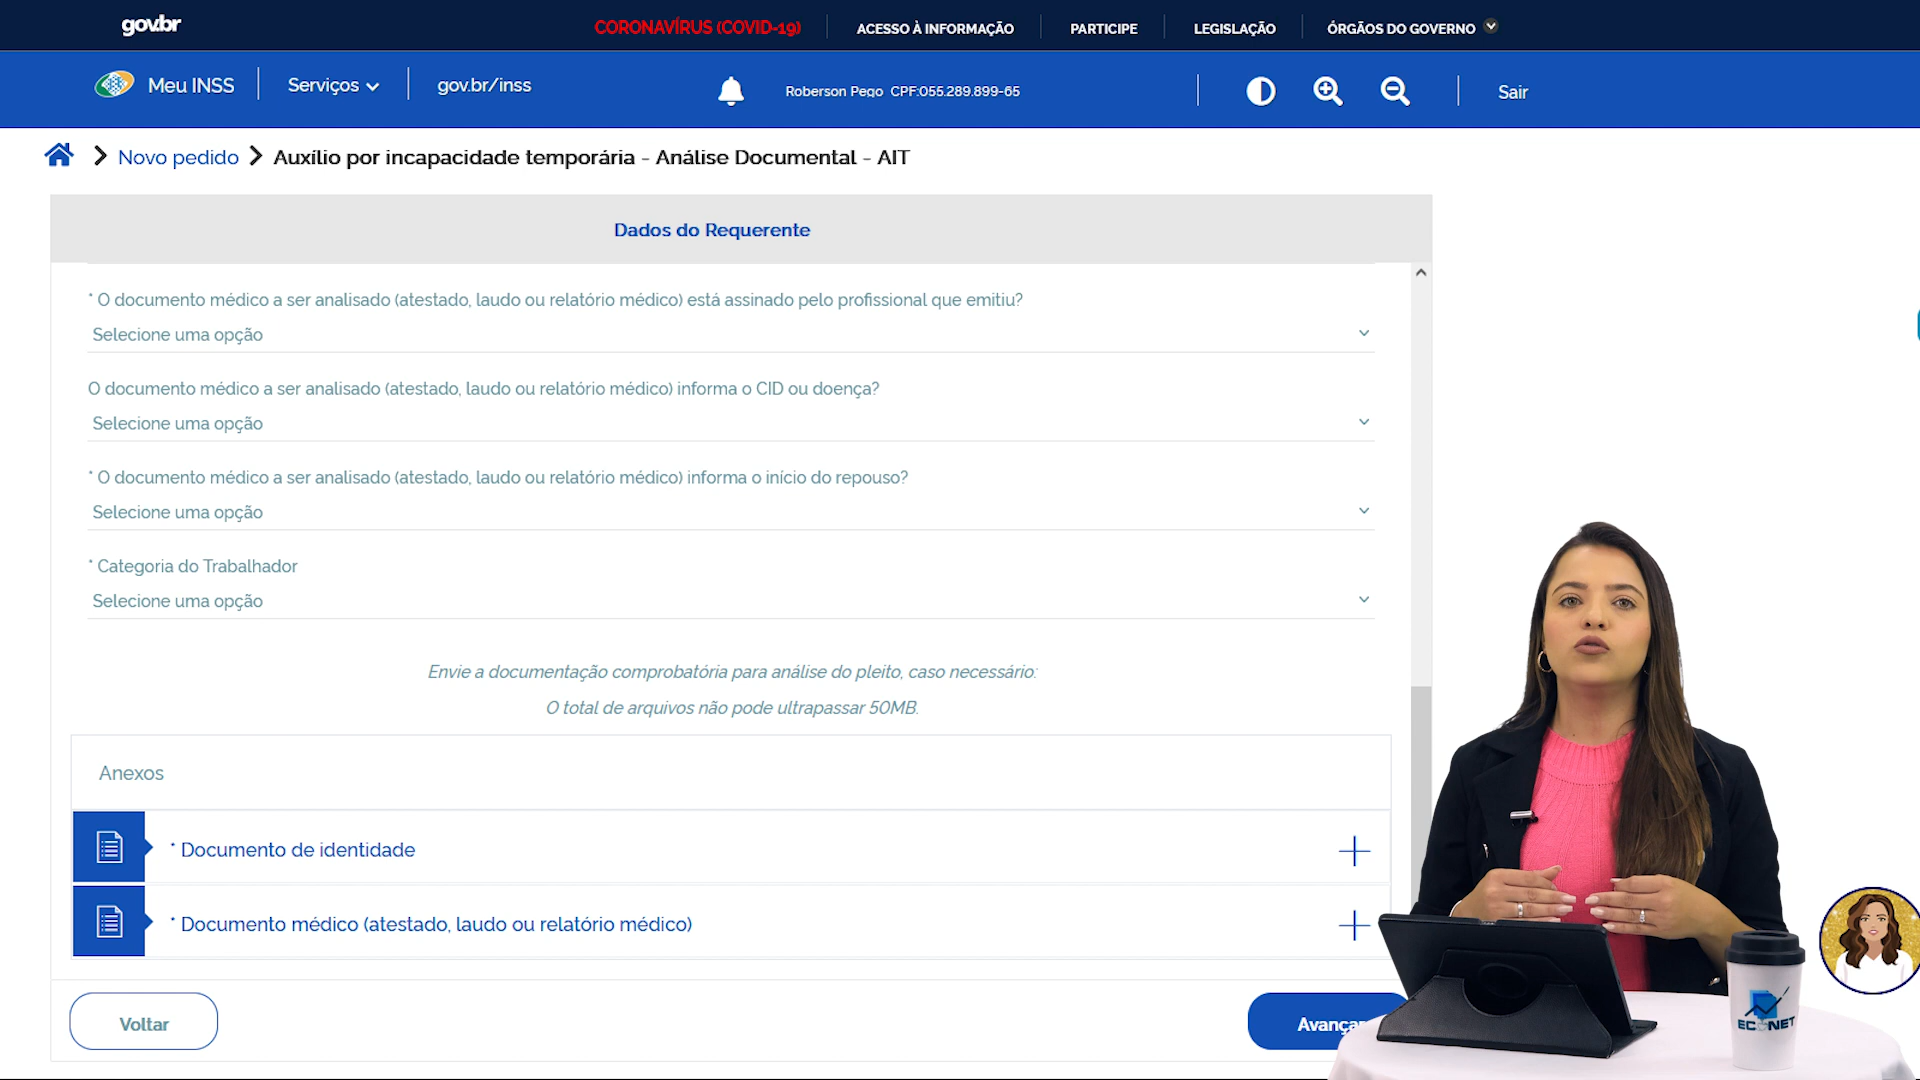 gov.br
CORONAVÍRUS (COVID-19)
ACESSO À INFORMAÇÃO
PARTICIPE
LEGISLAÇÃO
ÓRGÃOS DO GOVERNO
Meu INSS
Serviços
gov.br/inss
Roberson Pego CPF:055.289.899-65
Sair
Novo pedido
Auxílio por incapacidade temporária - Análise Documental - AIT
Dados do Requerente
* O documento médico a ser analisado (atestado, laudo ou relatório médico) está assinado pelo profissional que emitiu?
Selecione uma opção
O documento médico a ser analisado (atestado, laudo ou relatório médico) informa o CID ou doença?
Selecione uma opção
* O documento médico a ser analisado (atestado, laudo ou relatório médico) informa o início do repouso?
Selecione uma opção
* Categoria do Trabalhador
Selecione uma opção
Envie a documentação comprobatória para análise do pleito, caso necessário:
O total de arquivos não pode ultrapassar 50MB.
Anexos
* Documento de identidade
* Documento médico (atestado, laudo ou relatório médico)
Voltar
Avançar
ECONET